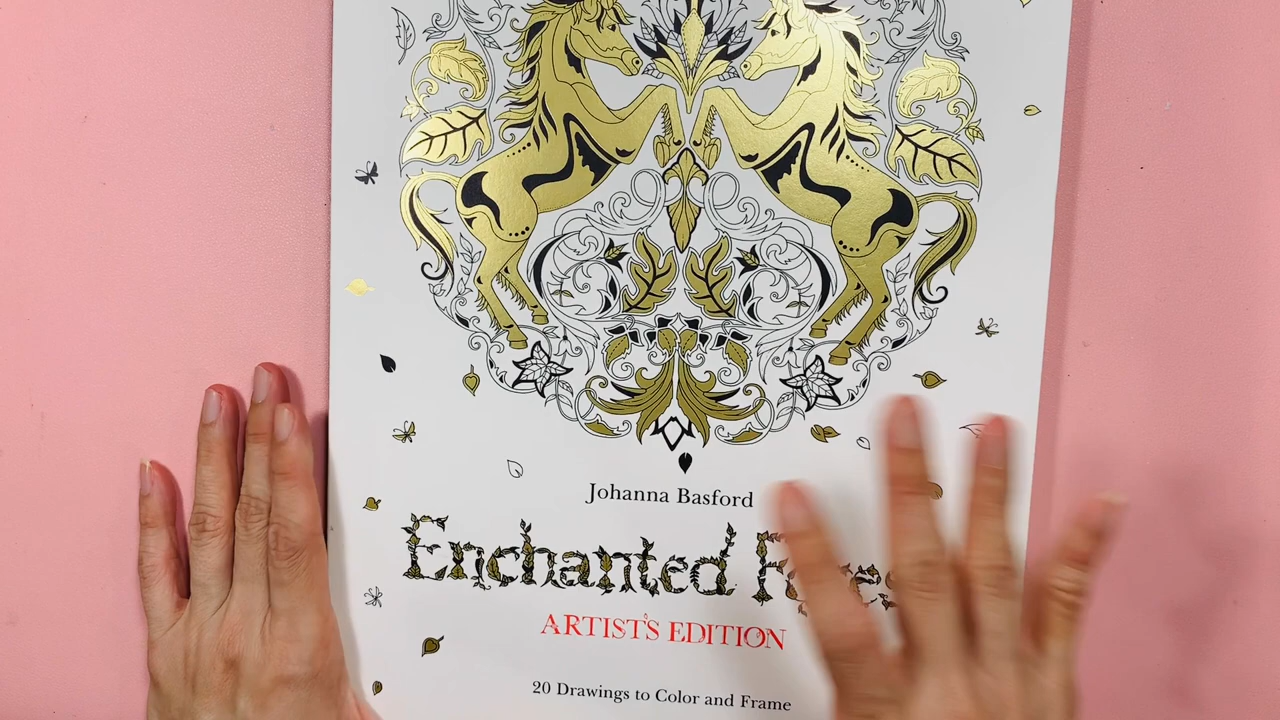 Johanna Basford
Enchanted
ARTIST'S EDITION
20 Drawings to Color and Frame